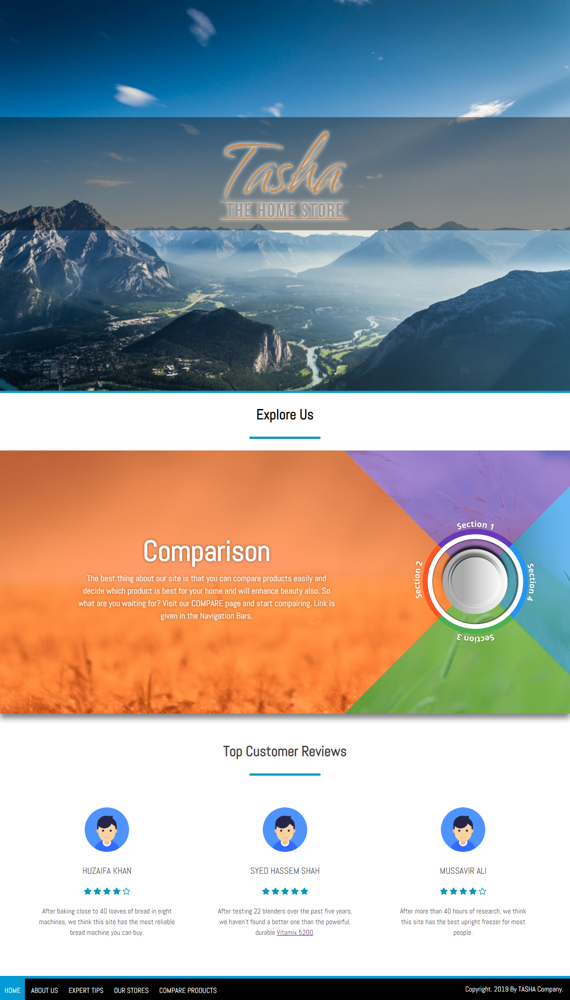 Tasha
THE HOME STORE
Explore Us
Comparison
The best thing about our site is that you can compare products easily and
decide which product is best for your home and will enhance beauty also. So
what are you waiting for? Visit our COMPARE page and start compairing. Link is
given in the Navigation Bars.
Section 1
Section 2
Section 4
Section 3
Top Customer Reviews
HUZAIFA KHAN
After baking close to 40 loaves of bread in eight
machines, we think this site has the most reliable
bread machine you can buy.
SYED HASSEM SHAH
After testing 22 blenders over the past five years,
we haven't found a better one than the powerful,
durable Vitamix 5200.
MUSSAVIR ALI
After more than 40 hours of research, we think
this site has the best upright freezer for most
people.
HOME ABOUT US EXPERT TIPS OUR STORES COMPARE PRODUCTS
Copyright. 2019 By TASHA Company.